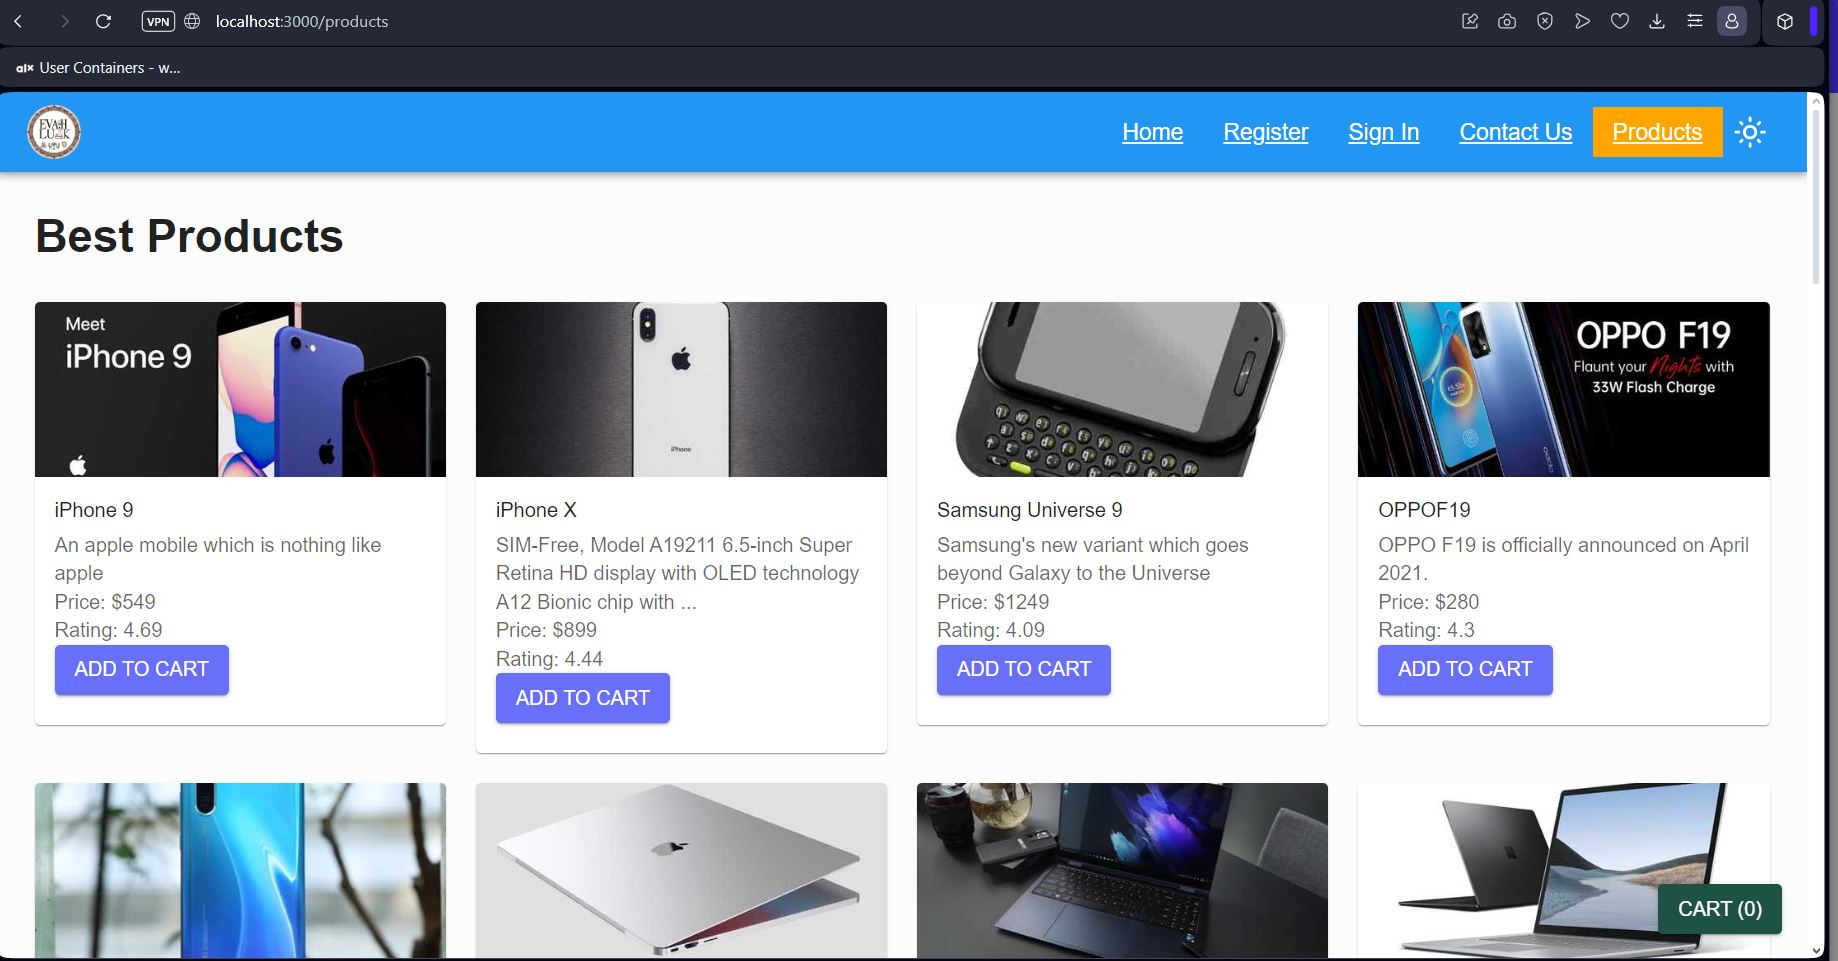 VPN
localhost:3000/products
alx User Containers - w...
EVAH
LUUK
Home
Register
Sign In
Contact Us
Products
Best Products
Meet
iPhone 9
iPhone
OPPO F19
Flaunt your Nights with
33W Flash Charge
oppo
iPhone 9
An apple mobile which is nothing like
apple
Price: $549
Rating: 4.69
ADD TO CART
iPhone X
SIM-Free, Model A19211 6.5-inch Super
Retina HD display with OLED technology
A12 Bionic chip with ...
Price: $899
Rating: 4.44
ADD TO CART
Samsung Universe 9
Samsung's new variant which goes
beyond Galaxy to the Universe
Price: $1249
Rating: 4.09
ADD TO CART
OPPOF19
OPPO F19 is officially announced on April
2021.
Price: $280
Rating: 4.3
ADD TO CART
CART (0)